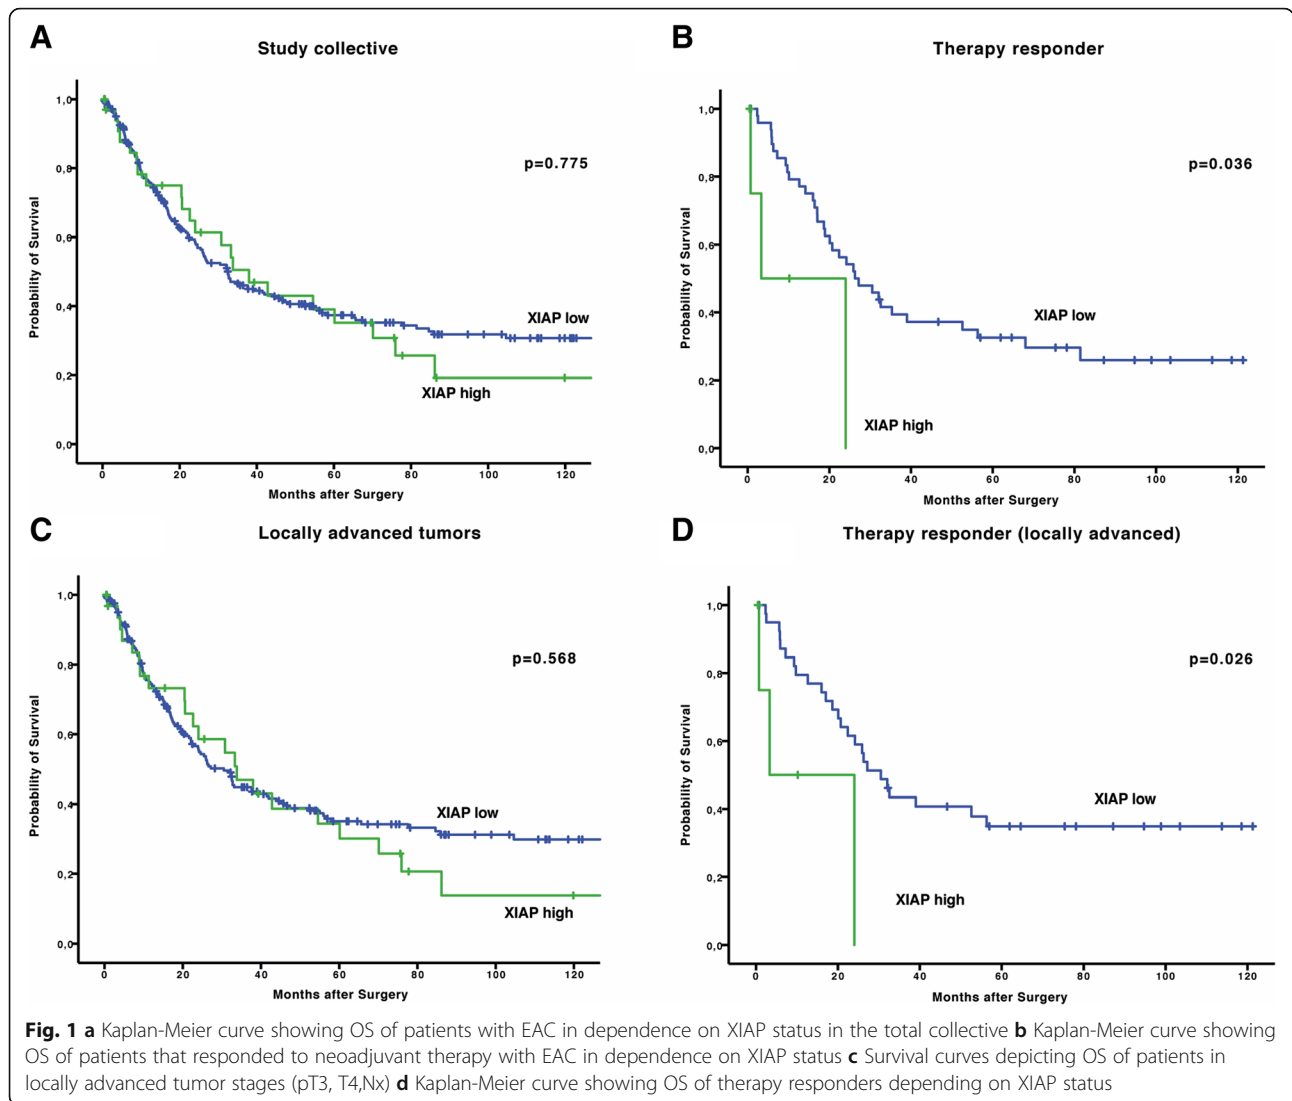 A
Study collective
Probability of Survival
1,0
0,8
0,6
0,4
0,2
0,0
p=0.775
XIAP low
XIAP high
0 20 40 60 80 100 120
Months after Surgery
B
Therapy responder
Probability of Survival
1,0
0,8
0,6
0,4
0,2
0,0
p=0.036
XIAP low
XIAP high
0 20 40 60 80 100 120
Months after Surgery
C
Locally advanced tumors
Probability of Survival
1,0
0,8
0,6
0,4
0,2
0,0
p=0.568
XIAP low
XIAP high
0 20 40 60 80 100 120
Months after Surgery
D
Therapy responder (locally advanced)
Probability of Survival
1,0
0,8
0,6
0,4
0,2
0,0
p=0.026
XIAP low
XIAP high
0 20 40 60 80 100 120
Months after Surgery
Fig. 1 a Kaplan-Meier curve showing OS of patients with EAC in dependence on XIAP status in the total collective b Kaplan-Meier curve showing
OS of patients that responded to neoadjuvant therapy with EAC in dependence on XIAP status c Survival curves depicting OS of patients in
locally advanced tumor stages (pT3, T4,Nx) d Kaplan-Meier curve showing OS of therapy responders depending on XIAP status